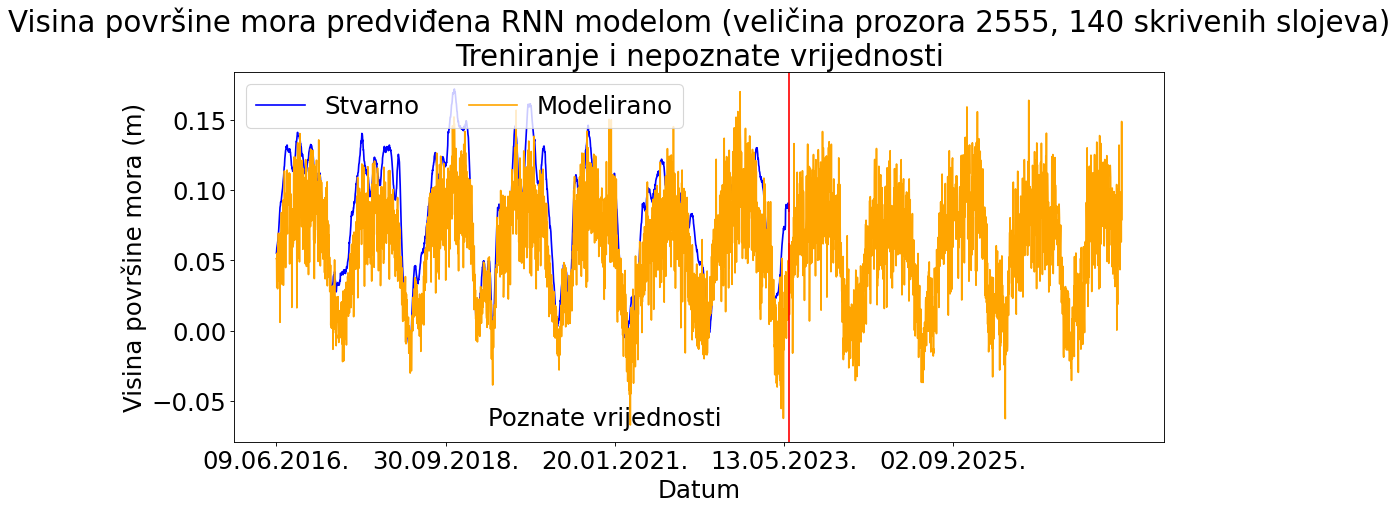 Visina površine mora predviđena RNN modelom (veličina prozora 2555, 140 skrivenih slojeva)
Treniranje i nepoznate vrijednosti
Stvarno Modelirano
Visina površine mora (m)
0.15
0.10
0.05
0.00
−0.05
Poznate vrijednosti
09.06.2016. 30.09.2018. 20.01.2021. 13.05.2023. 02.09.2025.
Datum